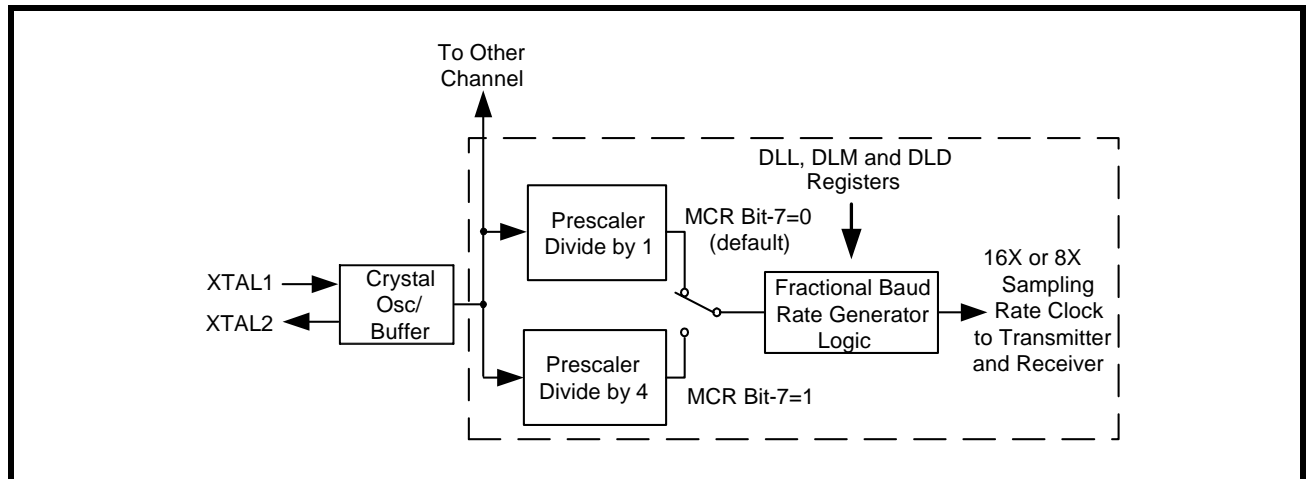 To Other
Channel
DLL, DLM and DLD
Registers
Prescaler
Divide by 1
MCR Bit-7=0
(default)
XTAL1
XTAL2
Crystal
Osc/
Buffer
Fractional Baud
Rate Generator
Logic
16X or 8X
Sampling
Rate Clock
to Transmitter
and Receiver
Prescaler
Divide by 4
MCR Bit-7=1